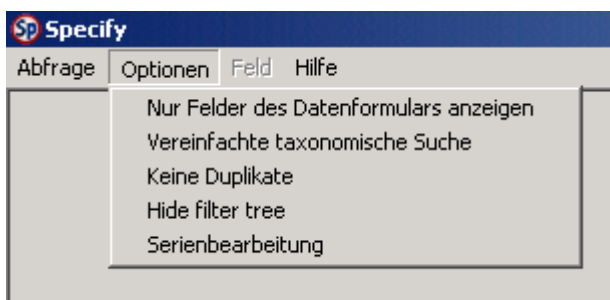 Sp Specify
Abfrage Optionen Feld Hilfe
Nur Felder des Datenformulars anzeigen
Vereinfachte taxonomische Suche
Keine Duplikate
Hide filter tree
Serienbearbeitung